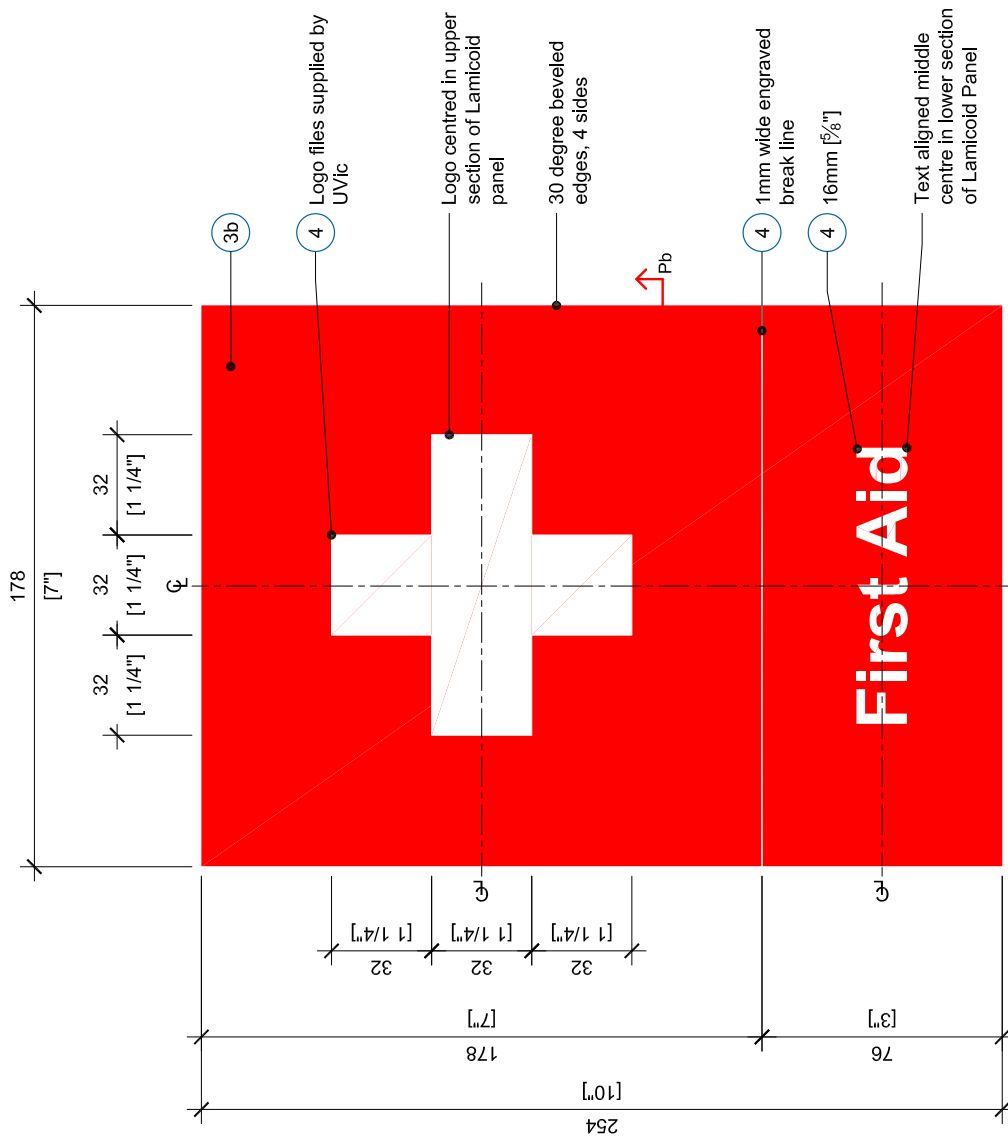 178
[7"]
32
[1 1/4"]
32
[1 1/4"]
32
[1 1/4"]
℄
3b
4
Logo files supplied by
UVic
Logo centred in upper
section of Lamicoid
panel
30 degree beveled
edges, 4 sides
Pb
4
1mm wide engraved
break line
4
16mm [5/8"]
Text aligned middle
centre in lower section
of Lamicoid Panel
First Aid
℄
℄
32
[1 1/4"]
32
[1 1/4"]
32
[1 1/4"]
178
[7"]
76
[3"]
254
[10"]